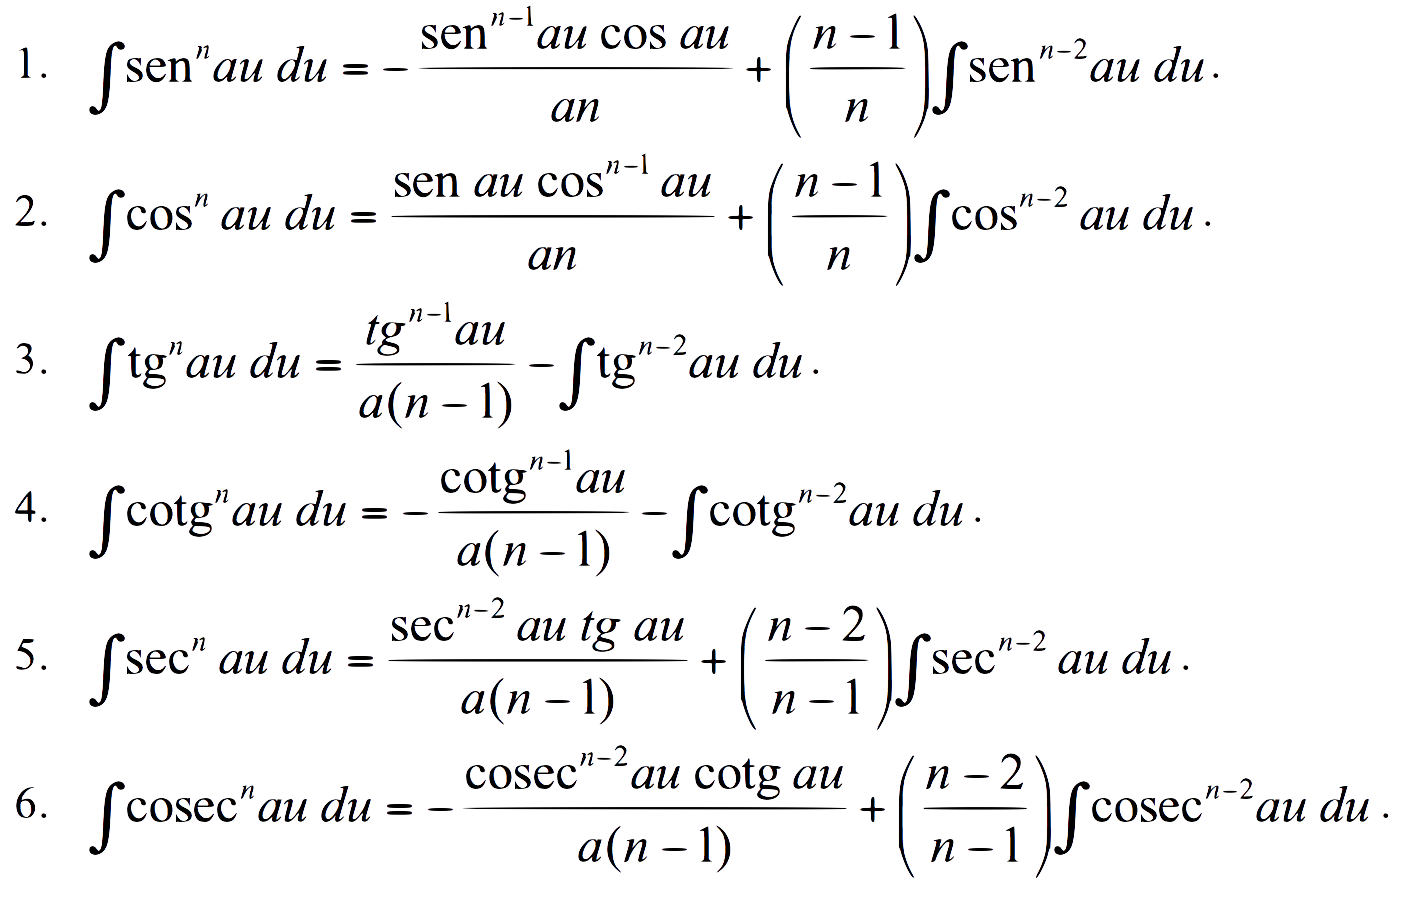 1. ∫senⁿau du = − (senⁿ⁻¹au cos au)/(an) + ((n − 1)/n)∫senⁿ⁻²au du.
2. ∫cosⁿ au du = (sen au cosⁿ⁻¹ au)/(an) + ((n − 1)/n)∫cosⁿ⁻² au du.
3. ∫tgⁿau du = (tgⁿ⁻¹au)/(a(n − 1)) − ∫tgⁿ⁻²au du.
4. ∫cotgⁿau du = − (cotgⁿ⁻¹au)/(a(n − 1)) − ∫cotgⁿ⁻²au du.
5. ∫secⁿ au du = (secⁿ⁻² au tg au)/(a(n − 1)) + ((n − 2)/(n − 1))∫secⁿ⁻² au du.
6. ∫cosecⁿau du = − (cosecⁿ⁻²au cotg au)/(a(n − 1)) + ((n − 2)/(n − 1))∫cosecⁿ⁻²au du.